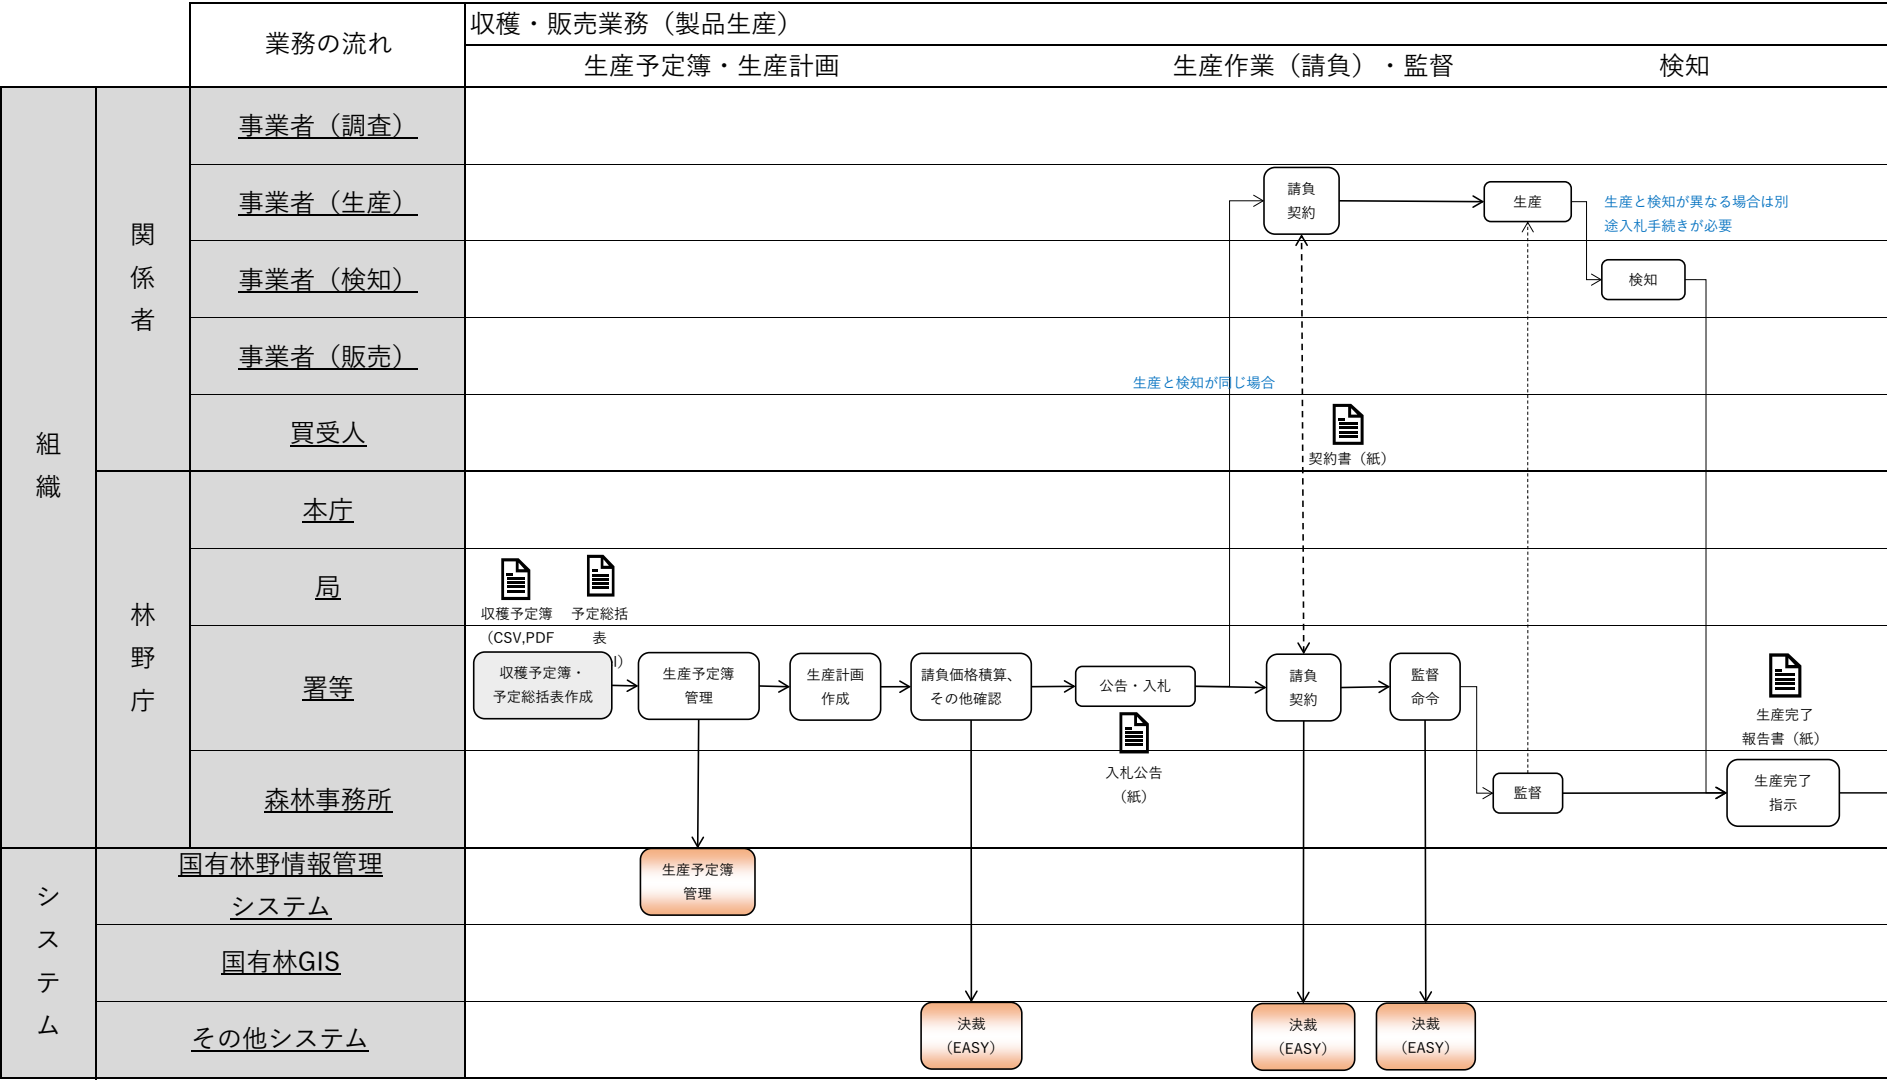 業務の流れ
収穫・販売業務（製品生産）
生産予定簿・生産計画
生産作業（請負）・監督
検知
組織
関係者
事業者（調査）
事業者（生産）
請負
契約
生産
生産と検知が異なる場合は別
途入札手続きが必要
事業者（検知）
検知
事業者（販売）
生産と検知が同じ場合
買受人
契約書（紙）
林野庁
本庁
局
収穫予定簿
（CSV,PDF
予定総括
表
署等
収穫予定簿・
予定総括表作成
生産予定簿
管理
生産計画
作成
請負価格積算、
その他確認
公告・入札
入札公告
（紙）
請負
契約
監督
命令
生産完了
報告書（紙）
森林事務所
監督
生産完了
指示
システム
国有林野情報管理
システム
生産予定簿
管理
国有林GIS
その他システム
決裁
（EASY）
決裁
（EASY）
決裁
（EASY）